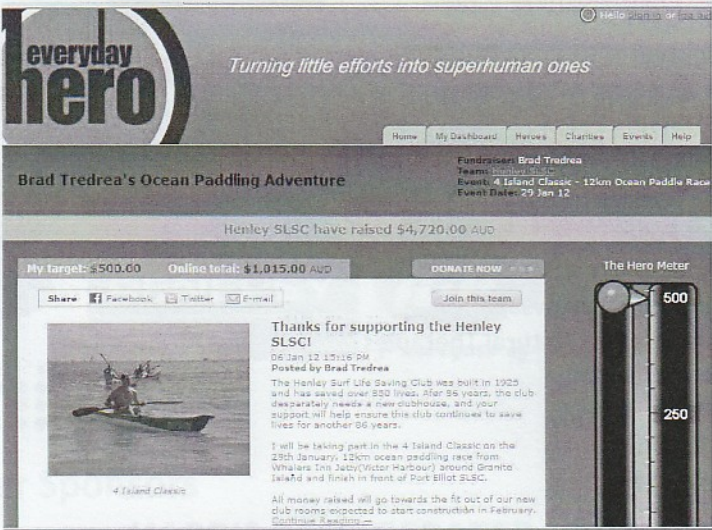 Hello sign in or
everyday
hero
Turning little efforts into superhuman ones
Home My Dashboard Heroes Charities Events Help
Brad Tredrea's Ocean Paddling Adventure
Fundraiser: Brad Tredrea
Team: Henley SLSC
Event: 4 Island Classic - 12km Ocean Paddle Race
Event Date: 29 Jan 12
Henley SLSC have raised $4,720.00 AUD
My target: $500.00 Online total: $1,015.00 AUD
DONATE NOW
The Hero Meter
Share Facebook Twitter E-mail
Join this team
500
250
Thanks for supporting the Henley
SLSC!
06 Jan 12 15:16 PM
Posted by Brad Tredrea
The Henley Surf Life Saving Club was built in 1925
and has saved over 850 lives. After 86 years, the club
desperately needs a new clubhouse, and your
support will help ensure this club continues to save
lives for another 86 years.
I will be taking part in the 4 Island Classic on the
29th January. 12km ocean paddling race from
Whalers Inn Jetty(Victor Harbour) around Granite
Island and finish in front of Port Elliot SLSC.
All money raised will go towards the fit out of our new
club rooms expected to start construction in February.
Continue Reading
4 Island Classic